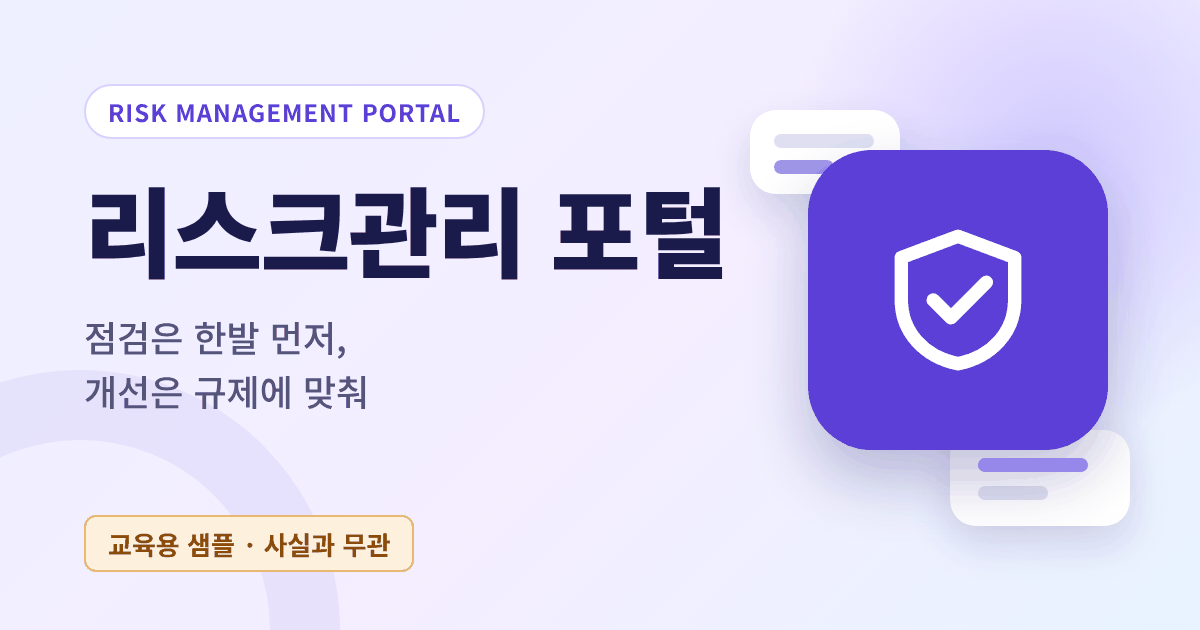 RISK MANAGEMENT PORTAL
리스크관리 포털
점검은 한발 먼저,
개선은 규제에 맞춰
교육용 샘플 · 사실과 무관